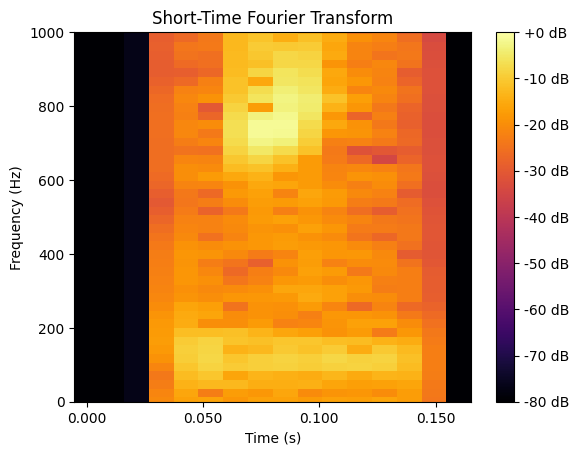 Short-Time Fourier Transform
1000
800
600
400
200
0
Frequency (Hz)
0.000
0.050
0.100
0.150
Time (s)
+0 dB
-10 dB
-20 dB
-30 dB
-40 dB
-50 dB
-60 dB
-70 dB
-80 dB